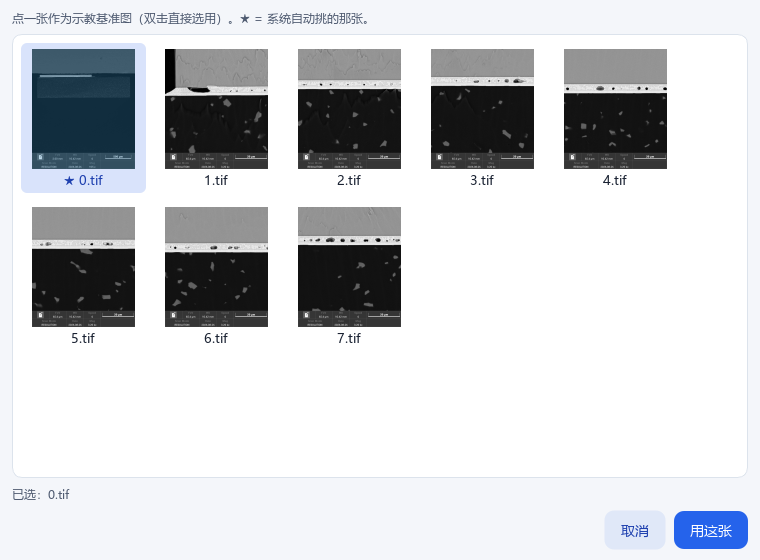 点一张作为示教基准图（双击直接选用）。★ = 系统自动挑的那张。
★ 0.tif
1.tif
2.tif
3.tif
4.tif
5.tif
6.tif
7.tif
已选：0.tif
取消
用这张